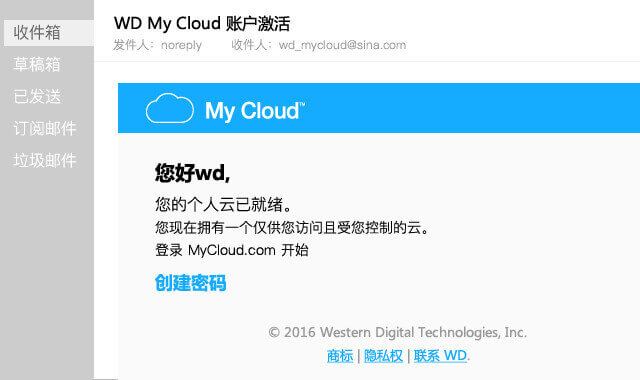 收件箱
草稿箱
已发送
订阅邮件
垃圾邮件
WD My Cloud 账户激活
发件人：noreply 收件人：wd_mycloud@sina.com
My Cloud™
您好wd,
您的个人云已就绪。
您现在拥有一个仅供您访问且受您控制的云。
登录 MyCloud.com 开始
创建密码
© 2016 Western Digital Technologies, Inc.
商标 | 隐私权 | 联系 WD.